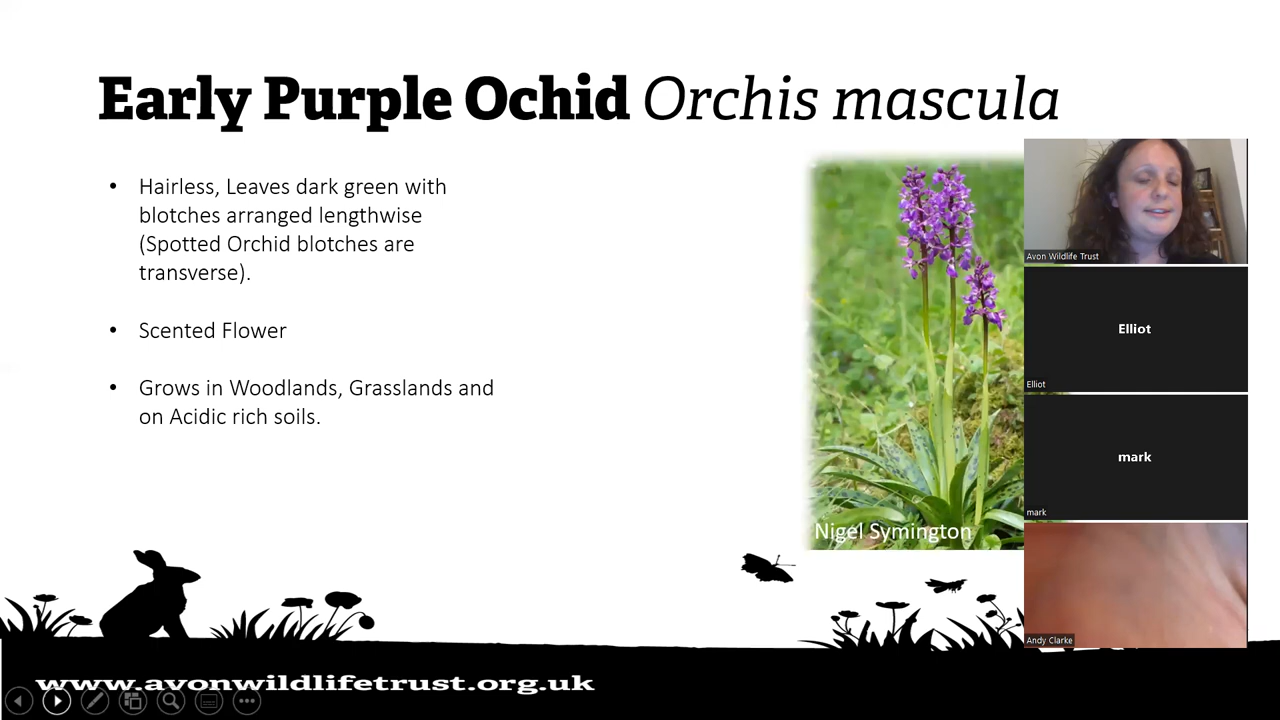 Early Purple Ochid Orchis mascula
• Hairless, Leaves dark green with
blotches arranged lengthwise
(Spotted Orchid blotches are
transverse).
• Scented Flower
• Grows in Woodlands, Grasslands and
on Acidic rich soils.
Nigel Symington
Avon Wildlife Trust
Elliot
Elliot
mark
mark
Andy Clarke
www.avonwildlifetrust.org.uk